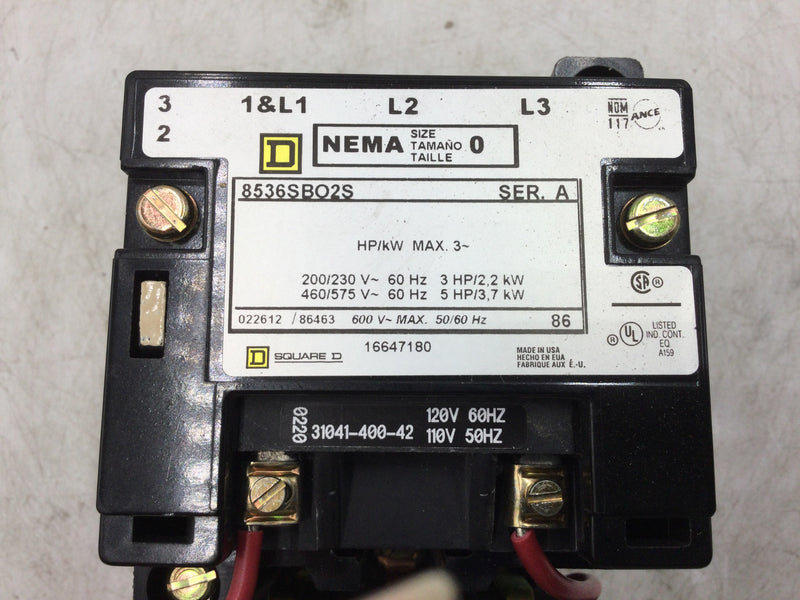 3 1&L1 L2 L3 NOM
2 117 ANCE
D NEMA SIZE 0
TAMAÑO
TAILLE
8536SBO2S SER. A
HP/kW MAX. 3~
200/230 V~ 60 Hz 3 HP/2,2 kW
460/575 V~ 60 Hz 5 HP/3,7 kW
022612 / 86463 600 V~ MAX. 50/60 Hz 86
D SQUARE D 16647180
MADE IN USA
HECHO EN EUA
FABRIQUE AUX É.-U.
SA ®
® UL LISTED
IND. CONT.
EQ.
A159
0220 31041-400-42 120V 60HZ
110V 50HZ